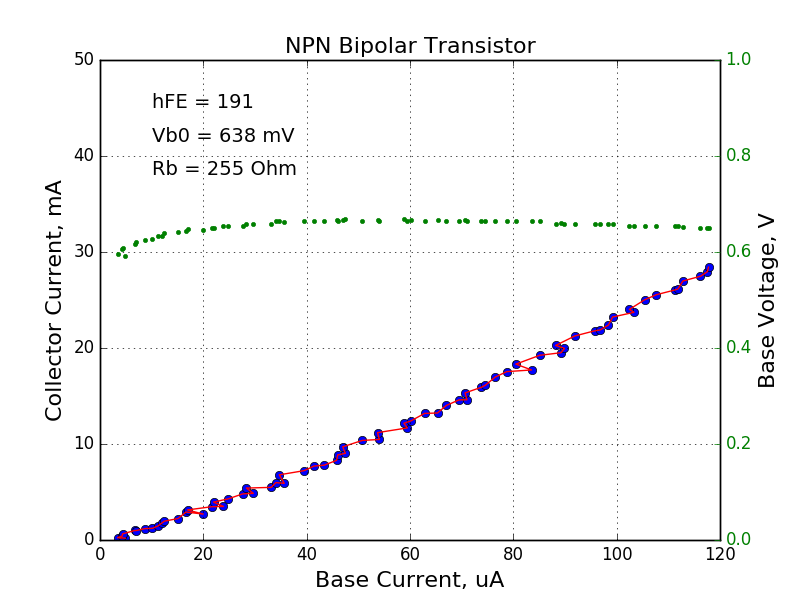 NPN Bipolar Transistor
hFE = 191
Vb0 = 638 mV
Rb = 255 Ohm
Collector Current, mA
50
40
30
20
10
0
1.0
0.8
0.6
0.4
0.2
0.0
Base Voltage, V
0 20 40 60 80 100 120
Base Current, uA